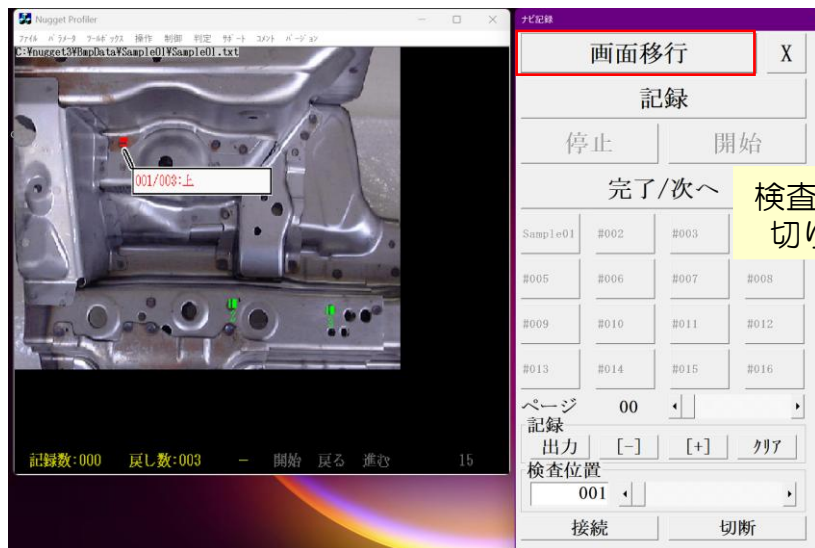 Nugget Profiler
ファイル パラメータ ツールボックス 操作 制御 判定 サポート コメント バージョン
C:¥nugget3¥BmpData¥Sample01¥Sample01.txt
001/003:上
記録数:000 戻し数:003 － 開始 戻る 進む 15
ナビ記録
画面移行 X
記録
停止 開始
完了/次へ
検査
切り
Sample01 #002 #003
#005 #006 #007 #008
#009 #010 #011 #012
#013 #014 #015 #016
ページ 00
記録
出力 [-] [+] クリア
検査位置
001
接続 切断